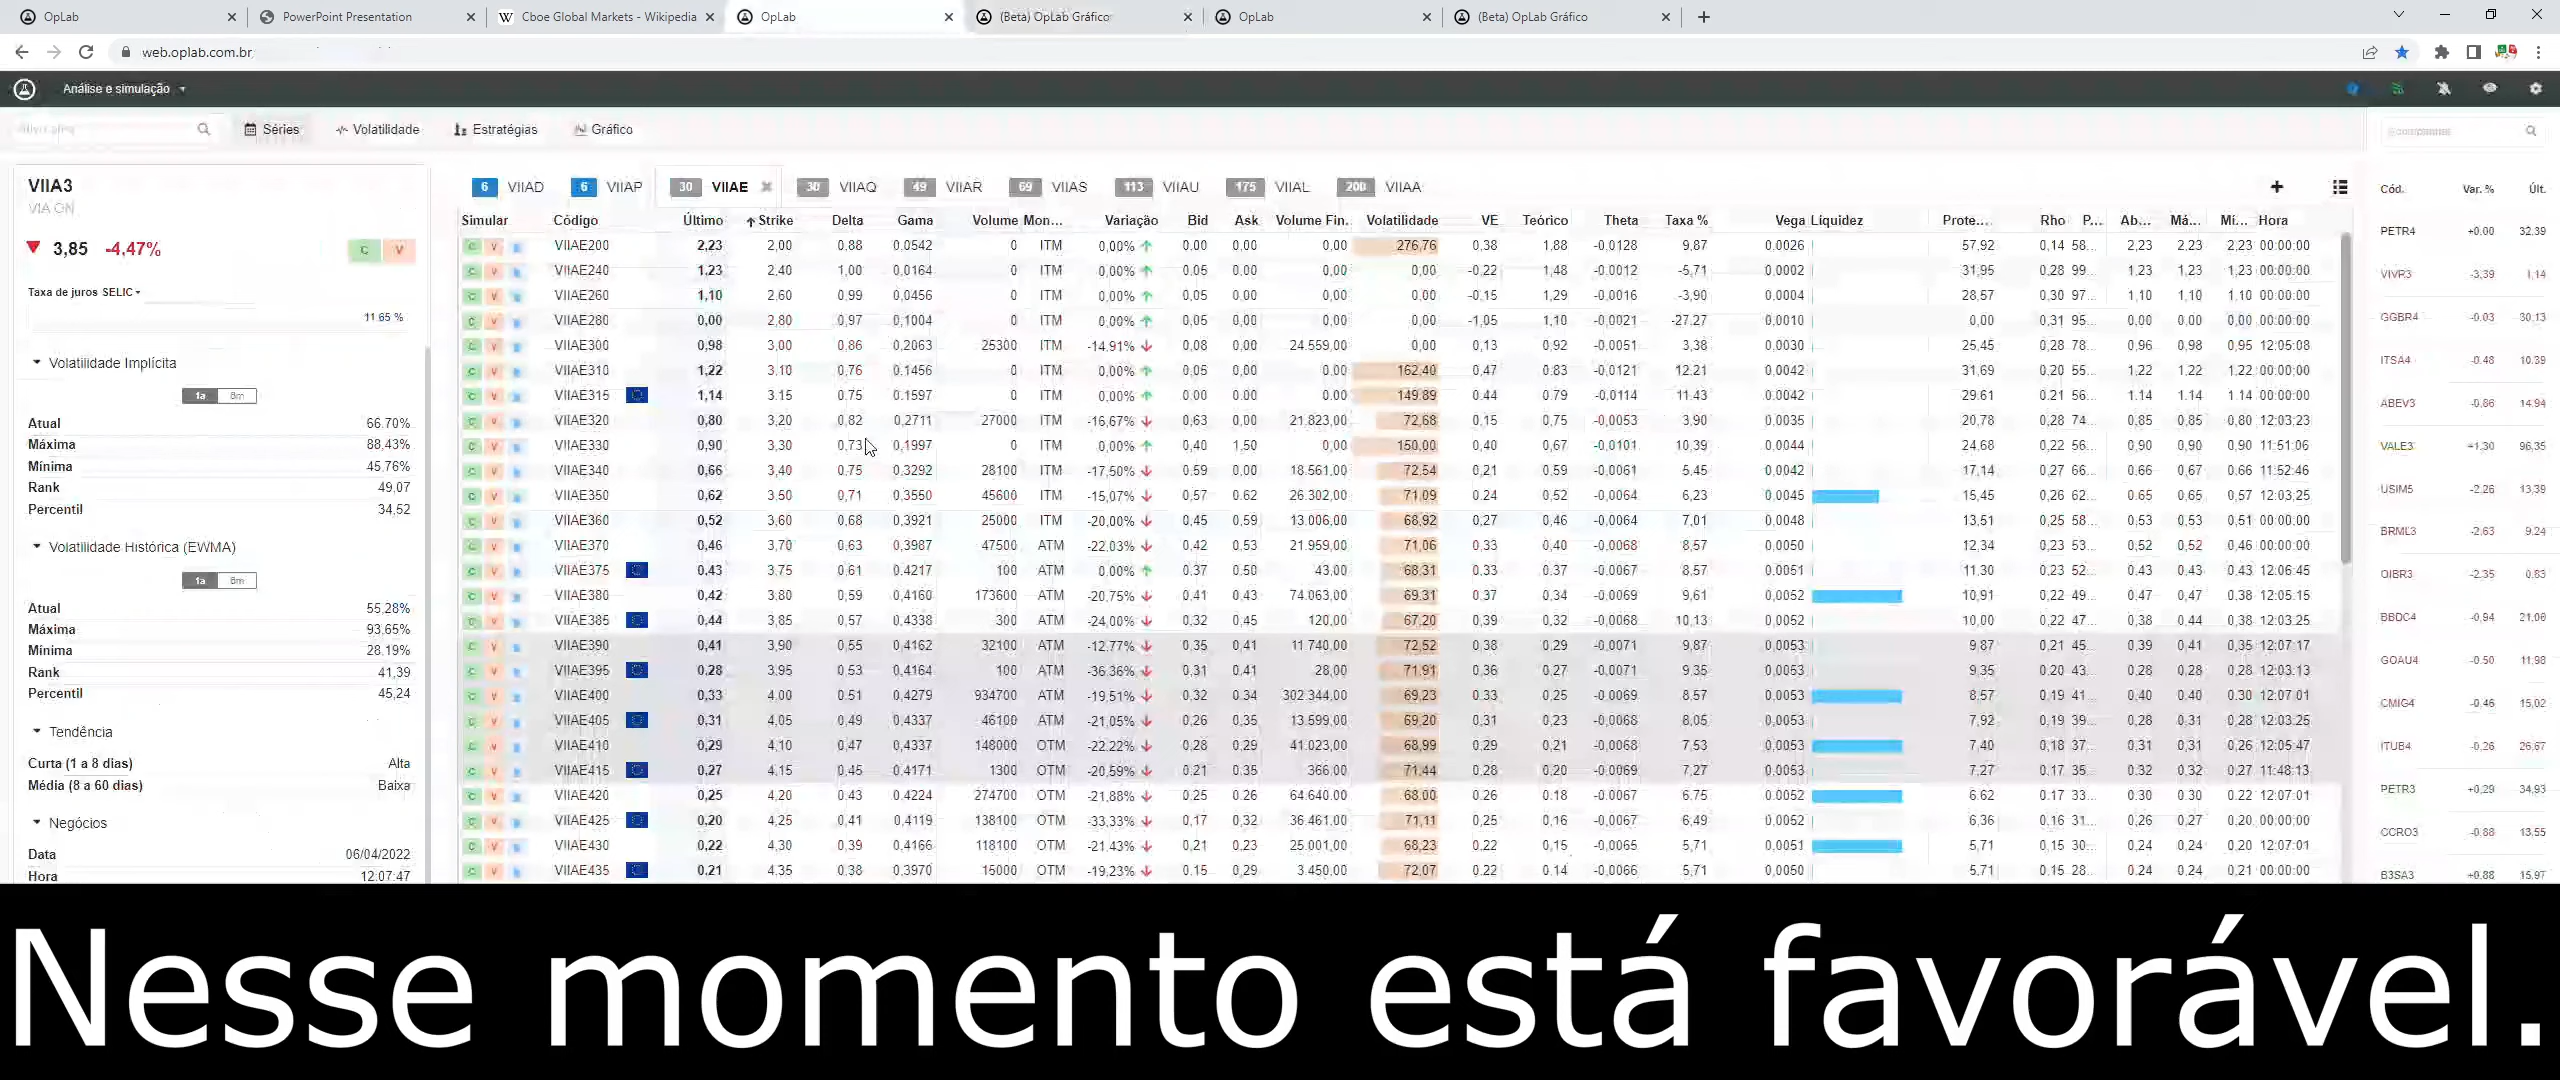 OpLab PowerPoint Presentation Cboe Global Markets - Wikipedia OpLab (Beta) OpLab Gráfico OpLab (Beta) OpLab Gráfico
web.oplab.com.br
Análise e simulação
Séries Volatilidade Estratégias Gráfico
VIIA3
VIA ON
3,85 -4,47% C V
Taxa de juros SELIC
11.65 %
Volatilidade Implícita
1a 6m
Atual 66.70%
Máxima 88,43%
Mínima 45,76%
Rank 49,07
Percentil 34,52
Volatilidade Histórica (EWMA)
1a 6m
Atual 55,28%
Máxima 93,65%
Mínima 28.19%
Rank 41,39
Percentil 45,24
Tendência
Curta (1 a 8 dias) Alta
Média (8 a 60 dias) Baixa
Negócios
Data 06/04/2022
Hora 12:07:47
6 VIIAD 6 VIIAP 30 VIIAE 30 VIIAQ 49 VIIAR 69 VIIAS 113 VIIAU 175 VIIAL 200 VIIAA
Simular Código Último Strike Delta Gama Volume Mon... Variação Bid Ask Volume Fin. Volatilidade VE Teórico Theta Taxa % Vega Liquidez Prote... Rho P... Ab... Má... Mí... Hora
C V VIIAE200 2,23 2,00 0,88 0,0542 0 ITM 0,00% 0,00 0,00 0,00 276,76 0,38 1,88 -0,0128 9,87 0,0026 57,92 0,14 58... 2,23 2,23 2,23 00:00:00
C V VIIAE240 1,23 2,40 1,00 0,0164 0 ITM 0,00% 0,05 0,00 0,00 0,00 -0,22 1,48 -0,0012 -5,71 0,0002 31,95 0,28 99... 1,23 1,23 1,23 00:00:00
C V VIIAE260 1,10 2,60 0,99 0,0456 0 ITM 0,00% 0,05 0,00 0,00 0,00 -0,15 1,29 -0,0016 -3,90 0,0004 28,57 0,30 97... 1,10 1,10 1,10 00:00:00
C V VIIAE280 0,00 2,80 0,97 0,1004 0 ITM 0,00% 0,05 0,00 0,00 0,00 -1,05 1,10 -0,0021 -27,27 0,0010 0,00 0,31 95... 0,00 0,00 0,00 00:00:00
C V VIIAE300 0,98 3,00 0,86 0,2063 25300 ITM -14,91% 0,08 0,00 24.559,00 0,00 0,13 0,92 -0,0051 3,38 0,0030 25,45 0,28 78... 0,96 0,98 0,95 12:05:08
C V VIIAE310 1,22 3,10 0,76 0,1456 0 ITM 0,00% 0,05 0,00 0,00 162,40 0,47 0,83 -0,0121 12,21 0,0042 31,69 0,20 55... 1,22 1,22 1,22 00:00:00
C V VIIAE315 1,14 3.15 0,75 0,1597 0 ITM 0,00% 0,00 0,00 0,00 149,89 0,44 0,79 -0,0114 11,43 0,0042 29,61 0,21 56... 1.14 1.14 1.14 00:00:00
C V VIIAE320 0,80 3,20 0,82 0,2711 27000 ITM -16,67% 0,63 0,00 21.823,00 72,68 0,15 0,75 -0,0053 3,90 0,0035 20,78 0,28 74... 0,85 0,85 0,80 12:03:23
C V VIIAE330 0,90 3,30 0,73 0,1997 0 ITM 0,00% 0,40 1,50 0,00 150,00 0,40 0,67 -0,0101 10,39 0,0044 24,68 0,22 56... 0,90 0,90 0,90 11:51:06
C V VIIAE340 0,66 3,40 0,75 0,3292 28100 ITM -17,50% 0,59 0,00 18.561,00 72,54 0,21 0,59 -0,0061 5,45 0,0042 17,14 0,27 66... 0,66 0,67 0,66 11:52:46
C V VIIAE350 0,62 3,50 0,71 0,3550 45600 ITM -15,07% 0,57 0,62 26.302,00 71,09 0,24 0,52 -0,0064 6,23 0,0045 15,45 0,26 62... 0,65 0,65 0,57 12:03:25
C V VIIAE360 0,52 3,60 0,68 0,3921 25000 ITM -20,00% 0,45 0,59 13.006,00 68,92 0,27 0,46 -0,0064 7,01 0,0048 13,51 0,25 58... 0,53 0,53 0,51 00:00:00
C V VIIAE370 0,46 3,70 0,63 0,3987 47500 ATM -22,03% 0,42 0,53 21.959,00 71,06 0,33 0,40 -0,0068 8,57 0,0050 12,34 0,23 53... 0,52 0,52 0,46 00:00:00
C V VIIAE375 0,43 3,75 0,61 0,4217 100 ATM 0,00% 0,37 0,50 43,00 68,31 0,33 0,37 -0,0067 8,57 0,0051 11,30 0,23 52... 0,43 0,43 0,43 12:06:45
C V VIIAE380 0,42 3,80 0,59 0,4160 173600 ATM -20,75% 0,41 0,43 74.063,00 69,31 0,37 0,34 -0,0069 9,61 0,0052 10,91 0,22 49... 0,47 0,47 0,38 12:05:15
C V VIIAE385 0,44 3,85 0,57 0,4338 300 ATM -24,00% 0,32 0,45 120,00 67,20 0,39 0,32 -0,0068 10,13 0,0052 10,00 0,22 47... 0,38 0,44 0,38 12:03:25
C V VIIAE390 0,41 3,90 0,55 0,4162 32100 ATM -12,77% 0,35 0,41 11.740,00 72,52 0,38 0,29 -0,0071 9,87 0,0053 9,87 0,21 45... 0,39 0,41 0,35 12:07:17
C V VIIAE395 0,28 3,95 0,53 0,4164 100 ATM -36,36% 0,31 0,41 28,00 71,91 0,36 0,27 -0,0071 9,35 0,0053 9,35 0,20 43... 0,28 0,28 0,28 12:03:13
C V VIIAE400 0,33 4,00 0,51 0,4279 934700 ATM -19,51% 0,32 0,34 302.344,00 69,23 0,33 0,25 -0,0069 8,57 0,0053 8,57 0,19 41... 0,40 0,40 0,30 12:07:01
C V VIIAE405 0,31 4,05 0,49 0,4337 46100 ATM -21,05% 0,26 0,35 13.599,00 69,20 0,31 0,23 -0,0068 8,05 0,0053 7,92 0,19 39... 0,28 0,31 0,28 12:03:25
C V VIIAE410 0,29 4,10 0,47 0,4337 148000 OTM -22,22% 0,28 0,29 41.023,00 68,99 0,29 0,21 -0,0068 7,53 0,0053 7,40 0,18 37... 0,31 0,31 0,26 12:05:47
C V VIIAE415 0,27 4,15 0,45 0,4171 1300 OTM -20,59% 0,21 0,35 366,00 71,44 0,28 0,20 -0,0069 7,27 0,0053 7,27 0,17 35... 0,32 0,32 0,27 11:48:13
C V VIIAE420 0,25 4,20 0,43 0,4224 274700 OTM -21,88% 0,25 0,26 64.640,00 68,00 0,26 0,18 -0,0067 6,75 0,0052 6,62 0,17 33... 0,30 0,30 0,22 12:07:01
C V VIIAE425 0,20 4,25 0,41 0,4119 138100 OTM -33,33% 0,17 0,32 36.461,00 71,11 0,25 0,16 -0,0067 6,49 0,0052 6,36 0,16 31... 0,26 0,27 0,20 00:00:00
C V VIIAE430 0,22 4,30 0,39 0,4166 118100 OTM -21,43% 0,21 0,23 25.001,00 68,23 0,22 0,15 -0,0065 5,71 0,0051 5,71 0,15 30... 0,24 0,24 0,20 12:07:01
C V VIIAE435 0,21 4,35 0,38 0,3970 15000 OTM -19,23% 0,15 0,29 3.450,00 72,07 0,22 0,14 -0,0066 5,71 0,0050 5,71 0,15 28... 0,24 0,24 0,21 00:00:00
Cód. Var. % Últ.
PETR4 +0.00 32.39
VIVR3 -3,39 1,14
GGBR4 -0.03 30,13
ITSA4 -0.48 10.39
ABEV3 -0,86 14.94
VALE3 +1,30 96,35
USIM5 -2,26 13,39
BRML3 -2,63 9.24
OIBR3 -2,35 0,83
BBDC4 -0,94 21,06
GOAU4 -0,50 11,98
CMIG4 -0,46 15,02
ITUB4 -0,26 26,67
PETR3 +0,29 34,93
CCRO3 -0,88 13,55
B3SA3 +0,88 15,97
Nesse momento está favorável.